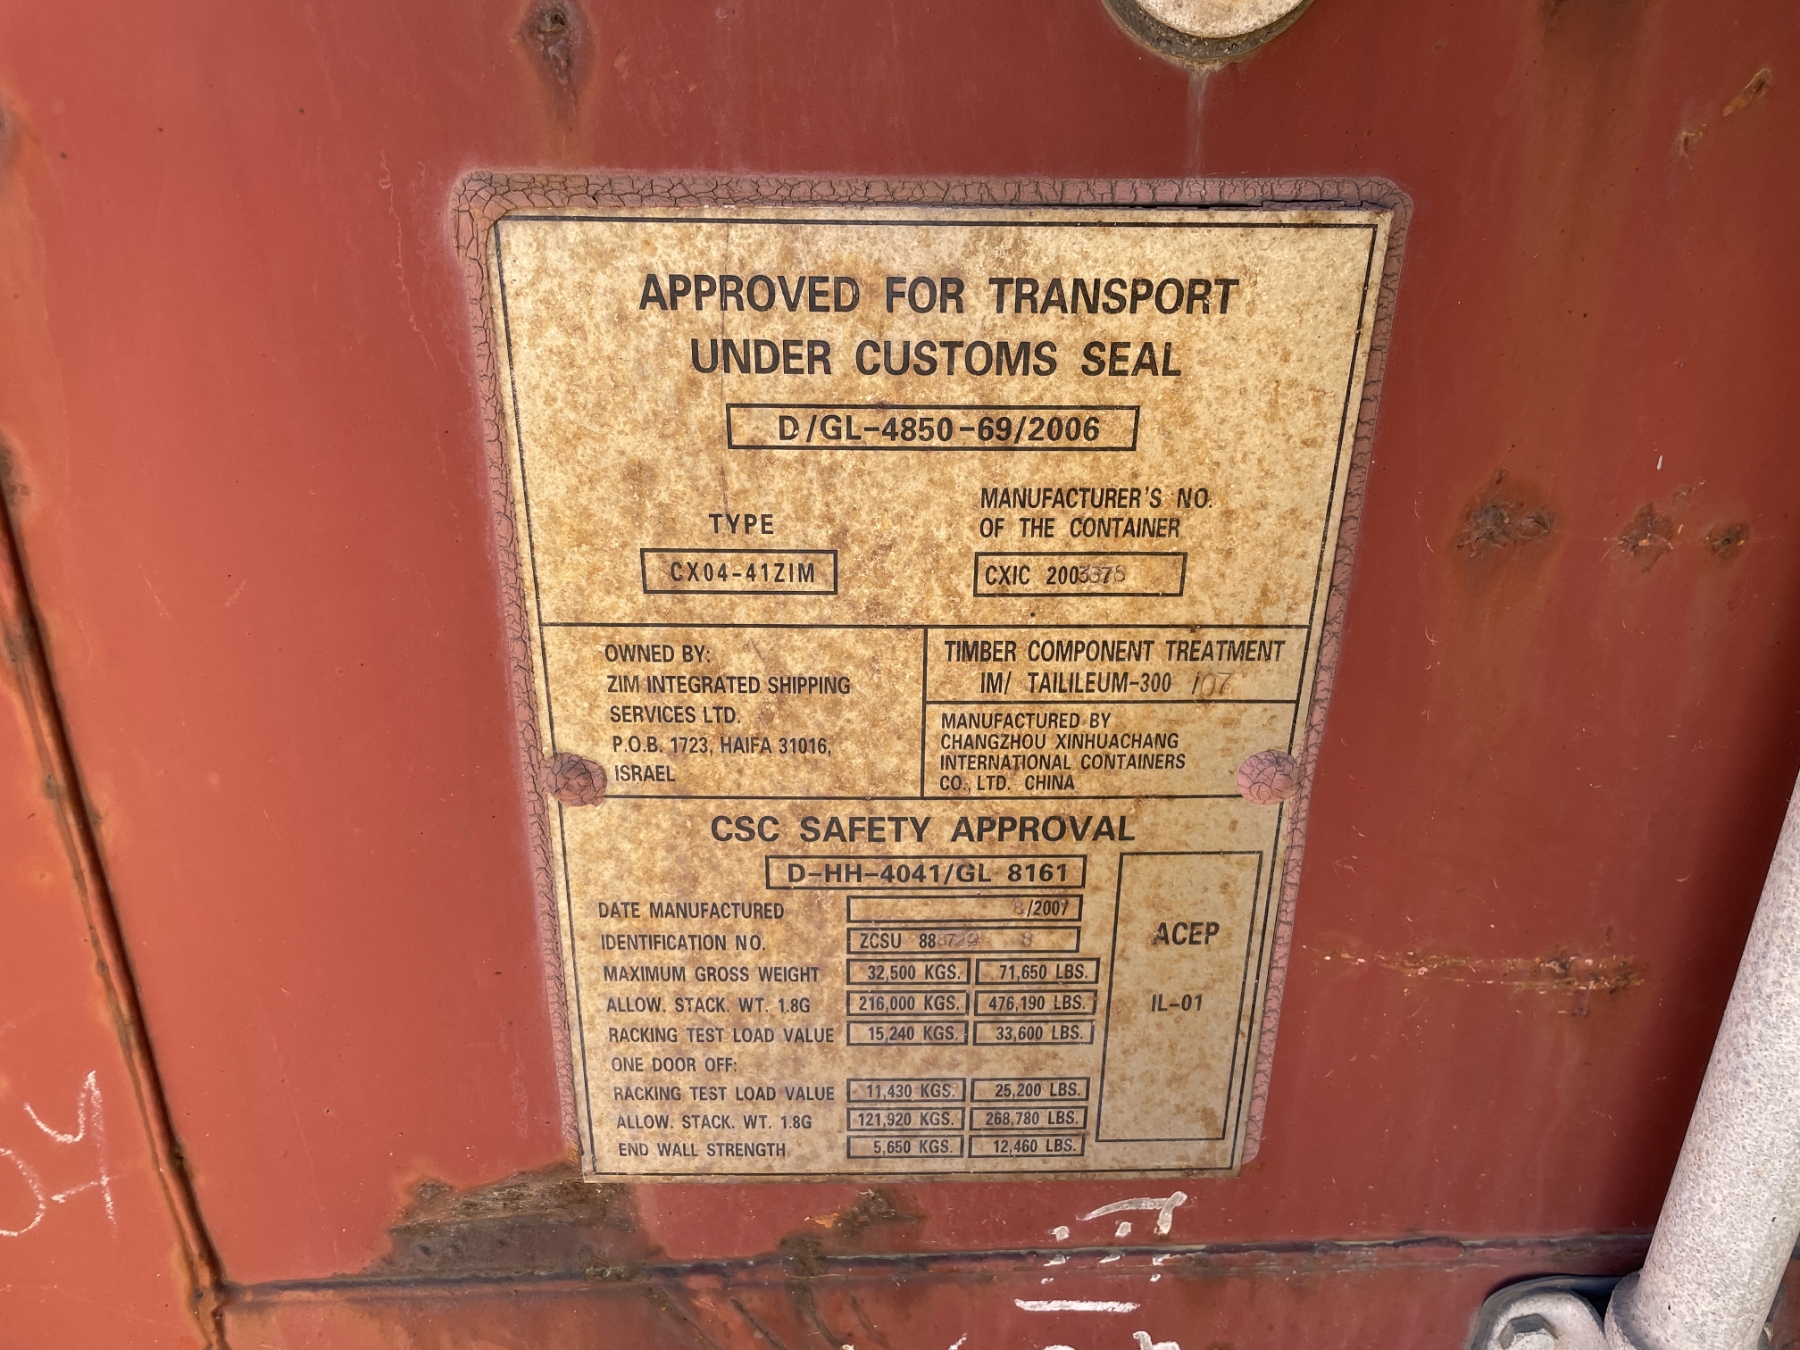 APPROVED FOR TRANSPORT
UNDER CUSTOMS SEAL
D/GL-4850-69/2006
TYPE
CX04-41ZIM
MANUFACTURER'S NO.
OF THE CONTAINER
CXIC 2003378
OWNED BY:
ZIM INTEGRATED SHIPPING
SERVICES LTD.
P.O.B. 1723, HAIFA 31016,
ISRAEL
TIMBER COMPONENT TREATMENT
IM/ TAILILEUM-300 /07
MANUFACTURED BY
CHANGZHOU XINHUACHANG
INTERNATIONAL CONTAINERS
CO., LTD. CHINA
CSC SAFETY APPROVAL
D-HH-4041/GL 8161
DATE MANUFACTURED 8/2007
IDENTIFICATION NO. ZCSU
MAXIMUM GROSS WEIGHT 32,500 KGS. 71,650 LBS.
ALLOW. STACK. WT. 1.8G 216,000 KGS. 476,190 LBS.
RACKING TEST LOAD VALUE 15,240 KGS. 33,600 LBS.
ONE DOOR OFF:
RACKING TEST LOAD VALUE 11,430 KGS. 25,200 LBS.
ALLOW. STACK. WT. 1.8G 121,920 KGS. 268,780 LBS.
END WALL STRENGTH 5,650 KGS. 12,460 LBS.
ACEP
IL-01